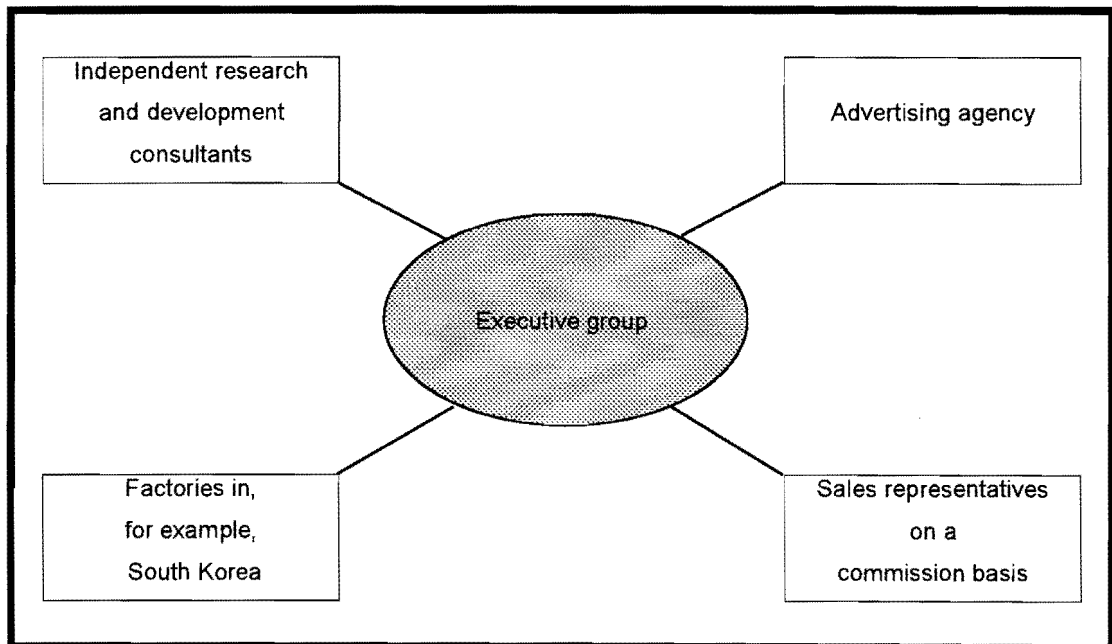 Independent research
and development
consultants
Advertising agency
Executive group
Factories in,
for example,
South Korea
Sales representatives
on a
commission basis